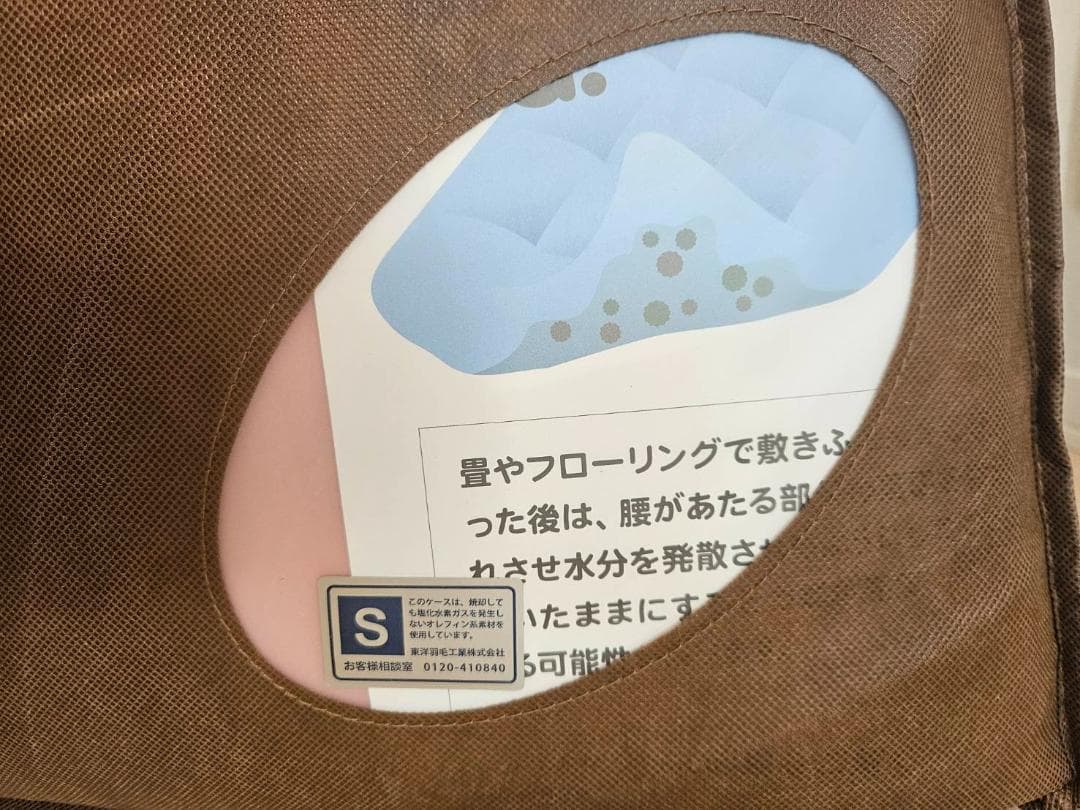 畳やフローリングで敷きふ
った後は、腰があたる部
れさせ水分を発散させ
いたままにす
る可能性
S
このケースは、焼却して
も塩化水素ガスを発生し
ないオレフィン系素材を
使用しています。
東洋羽毛工業株式会社
お客様相談室 0120-410840